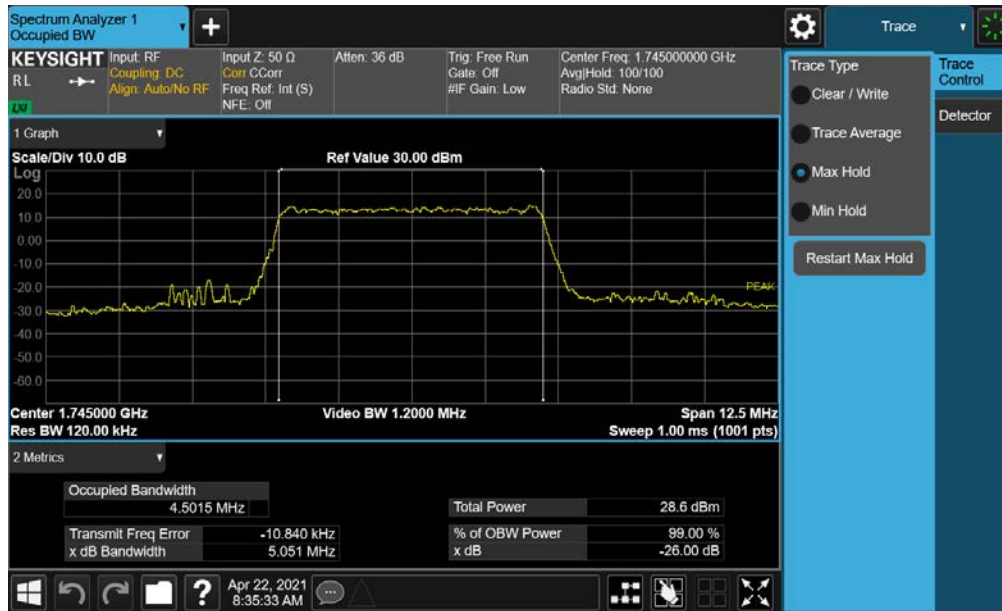 Spectrum Analyzer 1
Occupied BW
+
Trace
KEYSIGHT
RL
LXI
Input: RF
Coupling: DC
Align: Auto/No RF
Input Z: 50 Ω
Corr CCorr
Freq Ref: Int (S)
NFE: Off
Atten: 36 dB
Trig: Free Run
Gate: Off
#IF Gain: Low
Center Freq: 1.745000000 GHz
Avg|Hold: 100/100
Radio Std: None
Trace Type
Clear / Write
Trace Average
Max Hold
Min Hold
Restart Max Hold
Trace
Control
Detector
1 Graph
Scale/Div 10.0 dB
Ref Value 30.00 dBm
Log
20.0
10.0
0.00
-10.0
-20.0
-30.0
-40.0
-50.0
-60.0
PEAK
Center 1.745000 GHz
Video BW 1.2000 MHz
Span 12.5 MHz
Res BW 120.00 kHz
Sweep 1.00 ms (1001 pts)
2 Metrics
Occupied Bandwidth
4.5015 MHz
Total Power 28.6 dBm
Transmit Freq Error -10.840 kHz
% of OBW Power 99.00 %
x dB Bandwidth 5.051 MHz
x dB -26.00 dB
?
Apr 22, 2021
8:35:33 AM